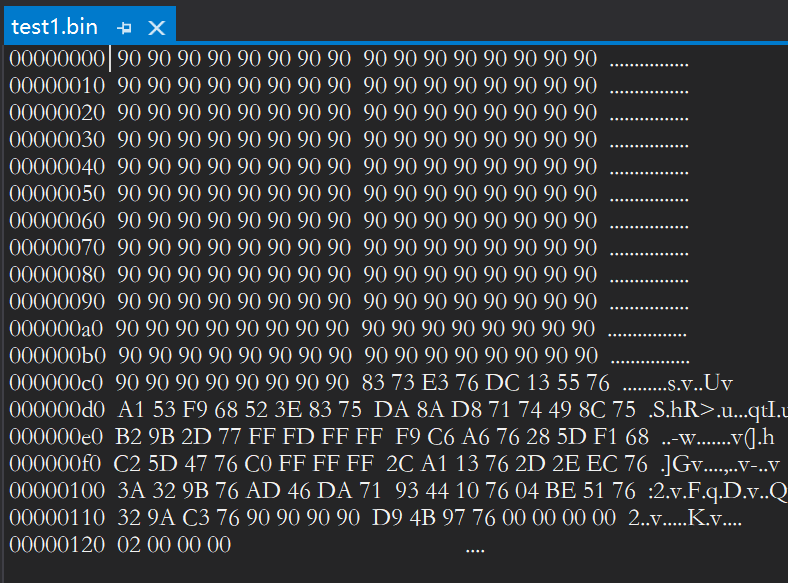 test1.bin
00000000 90 90 90 90 90 90 90 90 90 90 90 90 90 90 90 90 ................
00000010 90 90 90 90 90 90 90 90 90 90 90 90 90 90 90 90 ................
00000020 90 90 90 90 90 90 90 90 90 90 90 90 90 90 90 90 ................
00000030 90 90 90 90 90 90 90 90 90 90 90 90 90 90 90 90 ................
00000040 90 90 90 90 90 90 90 90 90 90 90 90 90 90 90 90 ................
00000050 90 90 90 90 90 90 90 90 90 90 90 90 90 90 90 90 ................
00000060 90 90 90 90 90 90 90 90 90 90 90 90 90 90 90 90 ................
00000070 90 90 90 90 90 90 90 90 90 90 90 90 90 90 90 90 ................
00000080 90 90 90 90 90 90 90 90 90 90 90 90 90 90 90 90 ................
00000090 90 90 90 90 90 90 90 90 90 90 90 90 90 90 90 90 ................
000000a0 90 90 90 90 90 90 90 90 90 90 90 90 90 90 90 90 ................
000000b0 90 90 90 90 90 90 90 90 90 90 90 90 90 90 90 90 ................
000000c0 90 90 90 90 90 90 90 90 83 73 E3 76 DC 13 55 76 .........s.v..Uv
000000d0 A1 53 F9 68 52 3E 83 75 DA 8A D8 71 74 49 8C 75 .S.hR>.u...qtI.u
000000e0 B2 9B 2D 77 FF FD FF FF F9 C6 A6 76 28 5D F1 68 ..-w.......v(].h
000000f0 C2 5D 47 76 C0 FF FF FF 2C A1 13 76 2D 2E EC 76 .]Gv....,..v-..v
00000100 3A 32 9B 76 AD 46 DA 71 93 44 10 76 04 BE 51 76 :2.v.F.q.D.v..Q
00000110 32 9A C3 76 90 90 90 90 D9 4B 97 76 00 00 00 00 2..v.....K.v....
00000120 02 00 00 00 ....